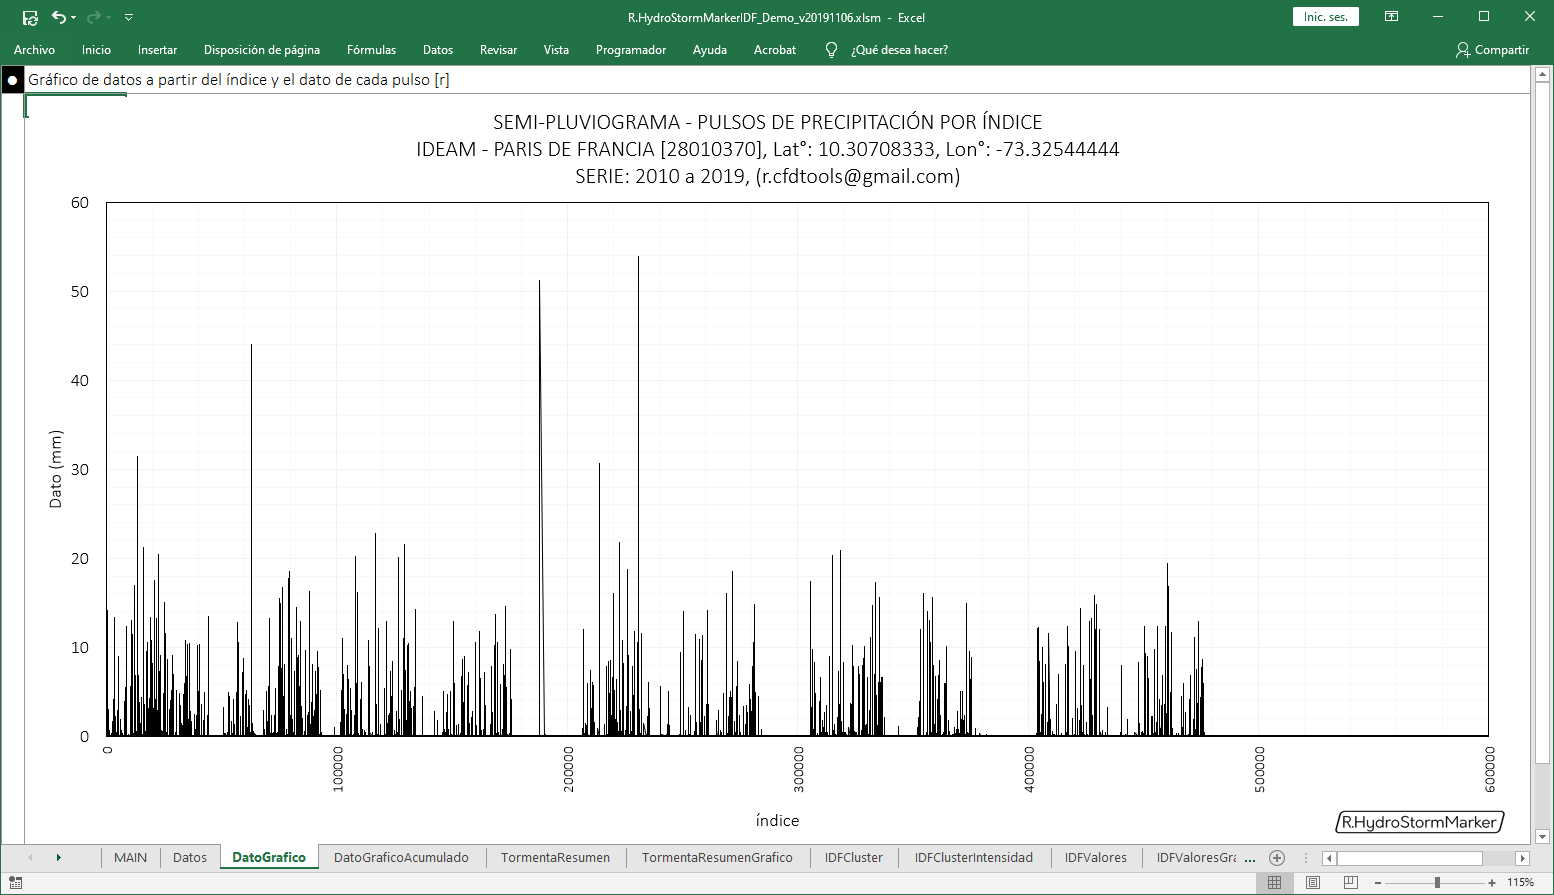 R.HydroStormMarkerIDF_Demo_v20191106.xlsm - Excel
Inic. ses.
Archivo Inicio Insertar Disposición de página Fórmulas Datos Revisar Vista Programador Ayuda Acrobat ¿Qué desea hacer? Compartir
Gráfico de datos a partir del índice y el dato de cada pulso [r]
SEMI-PLUVIOGRAMA - PULSOS DE PRECIPITACIÓN POR ÍNDICE
IDEAM - PARIS DE FRANCIA [28010370], Lat°: 10.30708333, Lon°: -73.32544444
SERIE: 2010 a 2019, (r.cfdtools@gmail.com)
60
50
40
30
20
10
0
Dato (mm)
0 100000 200000 300000 400000 500000 600000
índice
R.HydroStormMarker
MAIN Datos DatoGrafico DatoGraficoAcumulado TormentaResumen TormentaResumenGrafico IDFCluster IDFClusterIntensidad IDFValores IDFValoresGra ...
115%